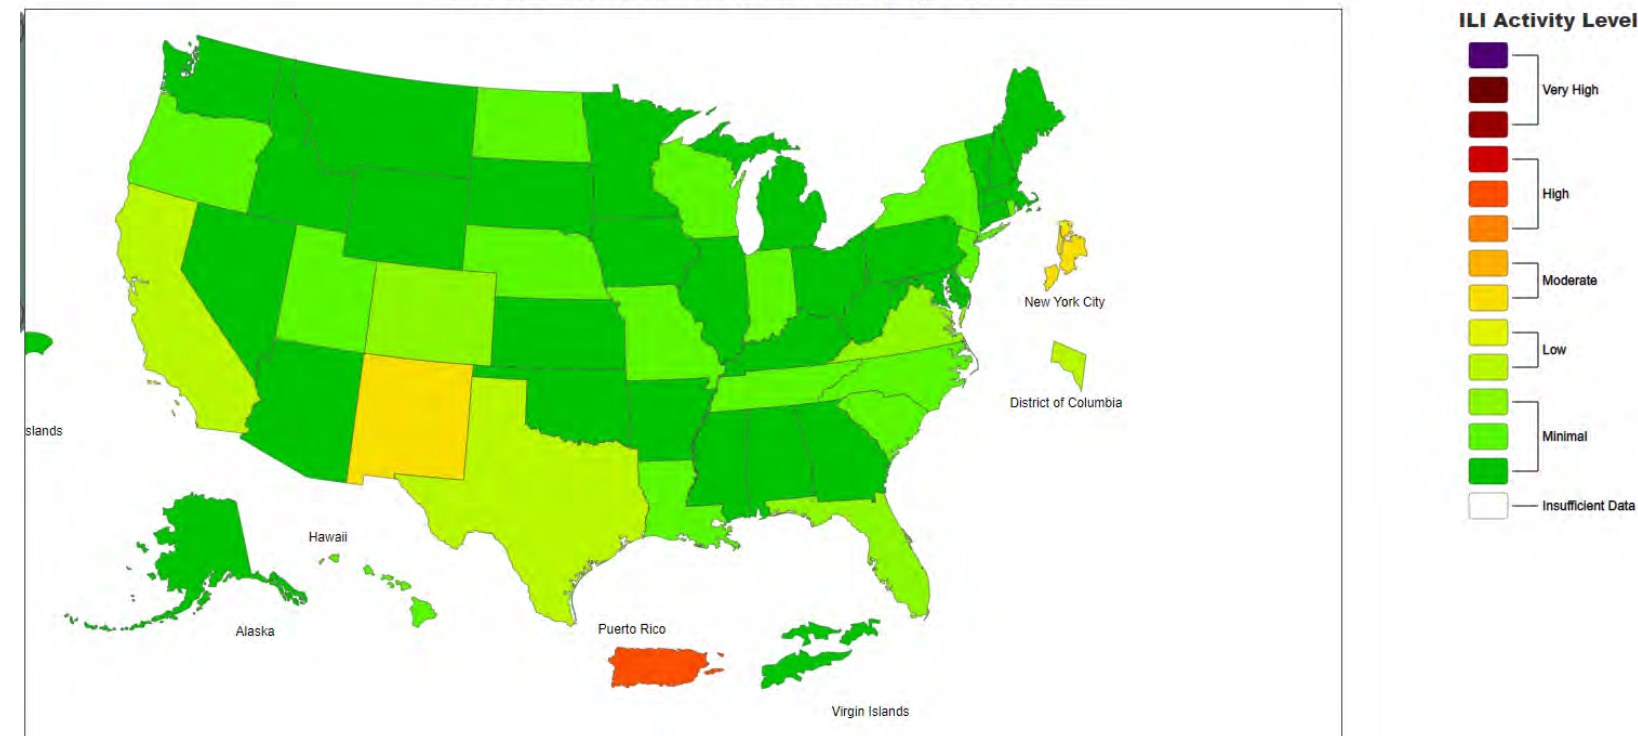 ILI Activity Level
Very High
High
Moderate
Low
Minimal
Insufficient Data
New York City
District of Columbia
slands
Hawaii
Alaska
Puerto Rico
Virgin Islands